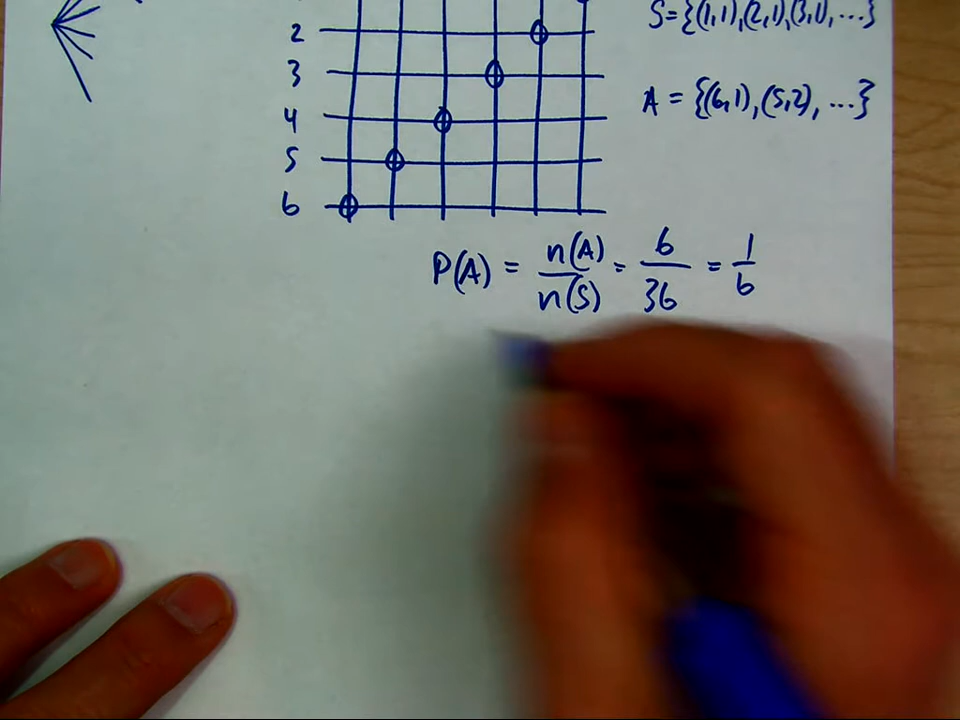 S={(1,1),(2,1),(3,1),...}
2
3
A = {(6,1),(5,2), ...}
4
5
6
P(A) = n(A)/n(S) = 6/36 = 1/6